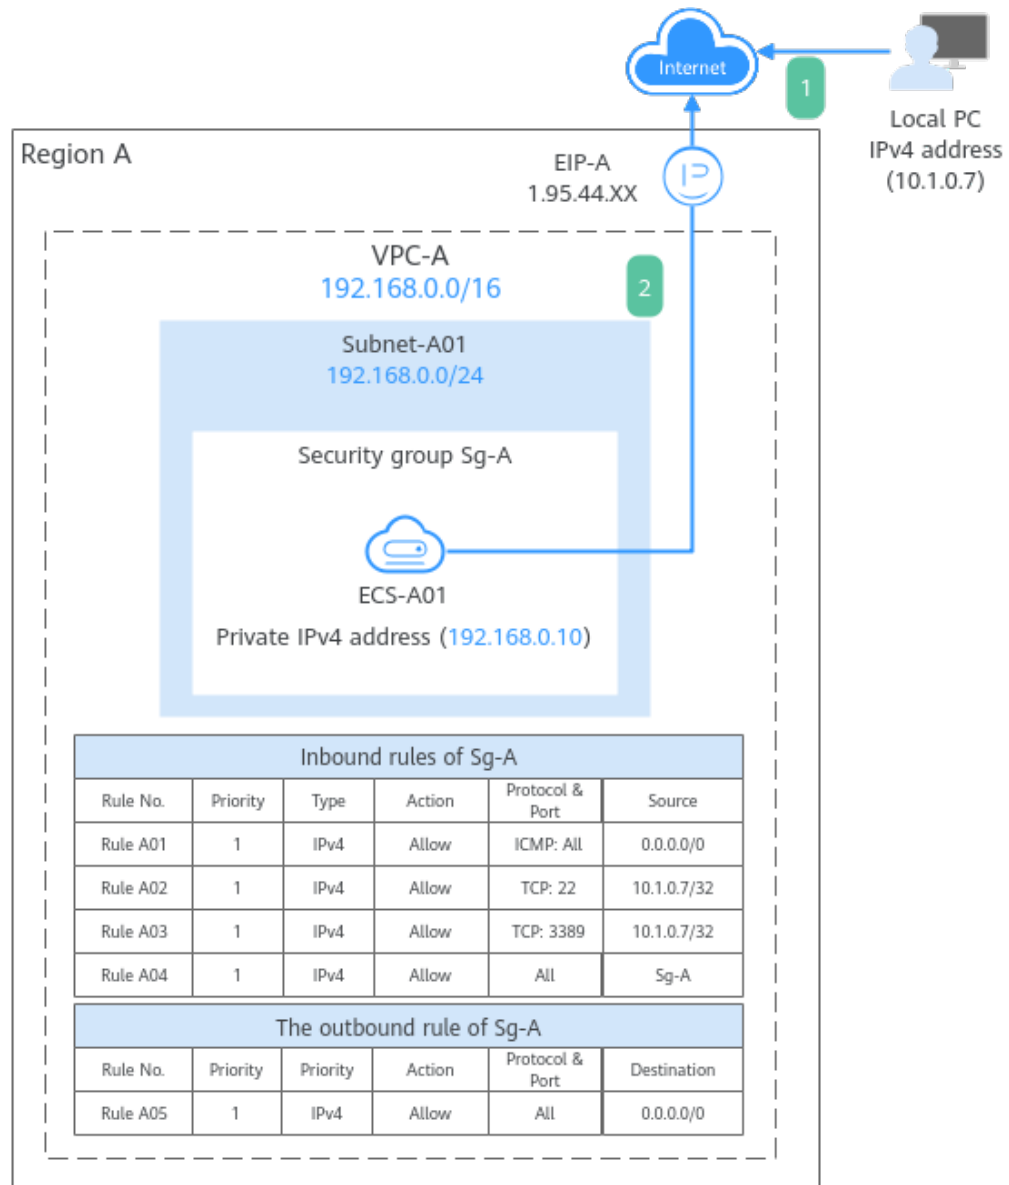 Internet
1
Local PC
IPv4 address
(10.1.0.7)
Region A
EIP-A
1.95.44.XX
IP
VPC-A
192.168.0.0/16
2
Subnet-A01
192.168.0.0/24
Security group Sg-A
ECS-A01
Private IPv4 address (192.168.0.10)
Inbound rules of Sg-A
Rule No. Priority Type Action Protocol & Port Source
Rule A01 1 IPv4 Allow ICMP: All 0.0.0.0/0
Rule A02 1 IPv4 Allow TCP: 22 10.1.0.7/32
Rule A03 1 IPv4 Allow TCP: 3389 10.1.0.7/32
Rule A04 1 IPv4 Allow All Sg-A
The outbound rule of Sg-A
Rule No. Priority Priority Action Protocol & Port Destination
Rule A05 1 IPv4 Allow All 0.0.0.0/0